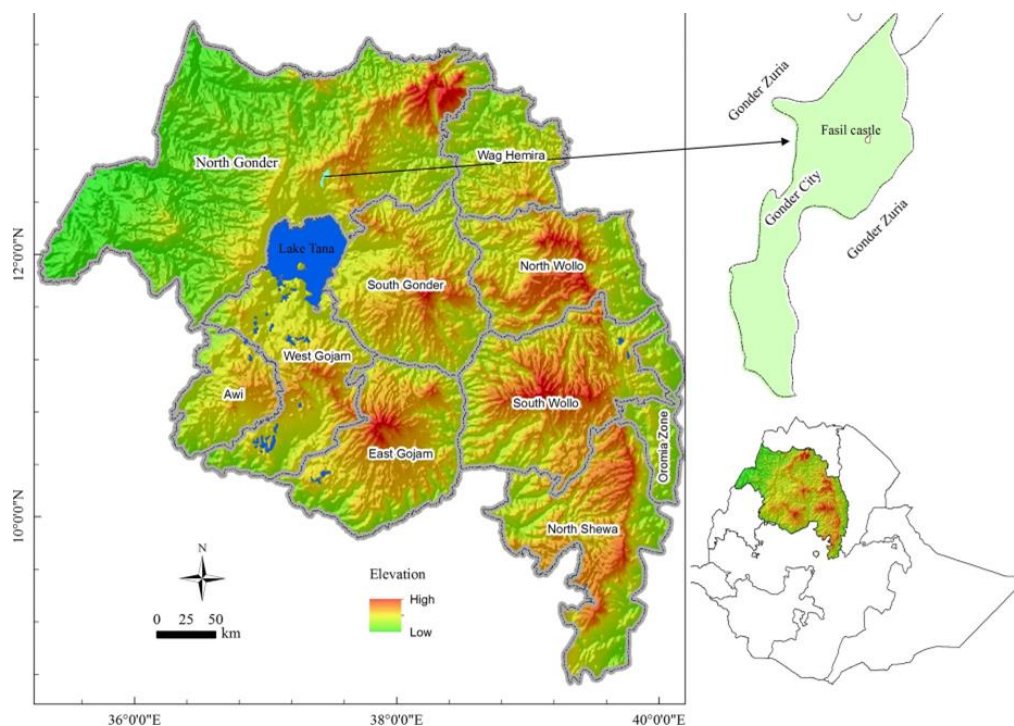 Gonder Zuria
Fasil castle
Gonder City
Gonder Zuria
North Gonder
Wag Hemira
Lake Tana
North Wollo
South Gonder
West Gojam
Awi
South Wollo
East Gojam
Oromia Zone
North Shewa
12°0'0"N
10°0'0"N
N
0 25 50
km
Elevation
High
Low
36°0'0"E
38°0'0"E
40°0'0"E